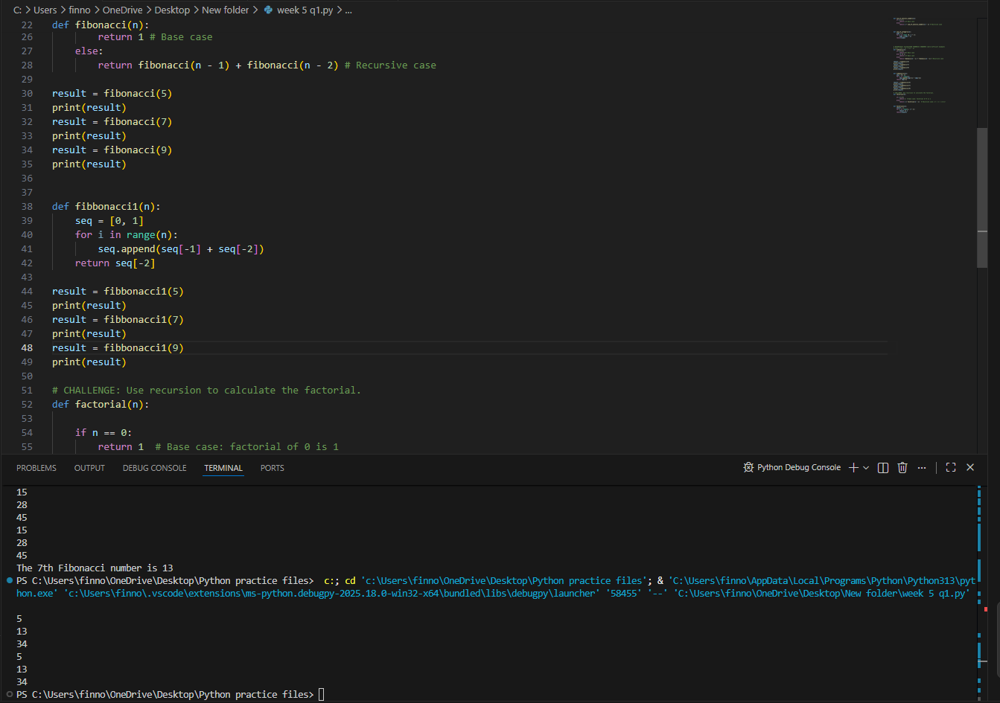 C: > Users > finno > OneDrive > Desktop > New folder > week 5 q1.py > ...
22 def fibonacci(n):
26 return 1 # Base case
27 else:
28 return fibonacci(n - 1) + fibonacci(n - 2) # Recursive case
29
30 result = fibonacci(5)
31 print(result)
32 result = fibonacci(7)
33 print(result)
34 result = fibonacci(9)
35 print(result)
36
37
38 def fibbonacci1(n):
39 seq = [0, 1]
40 for i in range(n):
41 seq.append(seq[-1] + seq[-2])
42 return seq[-2]
43
44 result = fibbonacci1(5)
45 print(result)
46 result = fibbonacci1(7)
47 print(result)
48 result = fibbonacci1(9)
49 print(result)
50
51 # CHALLENGE: Use recursion to calculate the factorial.
52 def factorial(n):
53
54 if n == 0:
55 return 1  # Base case: factorial of 0 is 1
PROBLEMS OUTPUT DEBUG CONSOLE TERMINAL PORTS Python Debug Console
15
28
45
15
28
45
The 7th Fibonacci number is 13
PS C:\Users\finno\OneDrive\Desktop\Python practice files>  c:; cd 'c:\Users\finno\OneDrive\Desktop\Python practice files'; & 'C:\Users\finno\AppData\Local\Programs\Python\Python313\pyt
hon.exe' 'c:\Users\finno\.vscode\extensions\ms-python.debugpy-2025.18.0-win32-x64\bundled\libs\debugpy\launcher' '58455' '--' 'C:\Users\finno\OneDrive\Desktop\New folder\week 5 q1.py'
5
13
34
5
13
34
PS C:\Users\finno\OneDrive\Desktop\Python practice files>